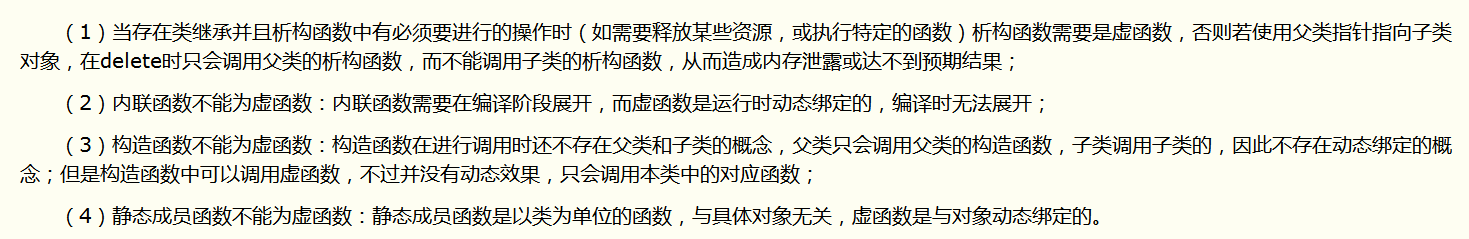 （1）当存在类继承并且析构函数中有必须要进行的操作时（如需要释放某些资源，或执行特定的函数）析构函数需要是虚函数，否则若使用父类指针指向子类
对象，在delete时只会调用父类的析构函数，而不能调用子类的析构函数，从而造成内存泄露或达不到预期结果；
（2）内联函数不能为虚函数：内联函数需要在编译阶段展开，而虚函数是运行时动态绑定的，编译时无法展开；
（3）构造函数不能为虚函数：构造函数在进行调用时还不存在父类和子类的概念，父类只会调用父类的构造函数，子类调用子类的，因此不存在动态绑定的概
念；但是构造函数中可以调用虚函数，不过并没有动态效果，只会调用本类中的对应函数；
（4）静态成员函数不能为虚函数：静态成员函数是以类为单位的函数，与具体对象无关，虚函数是与对象动态绑定的。